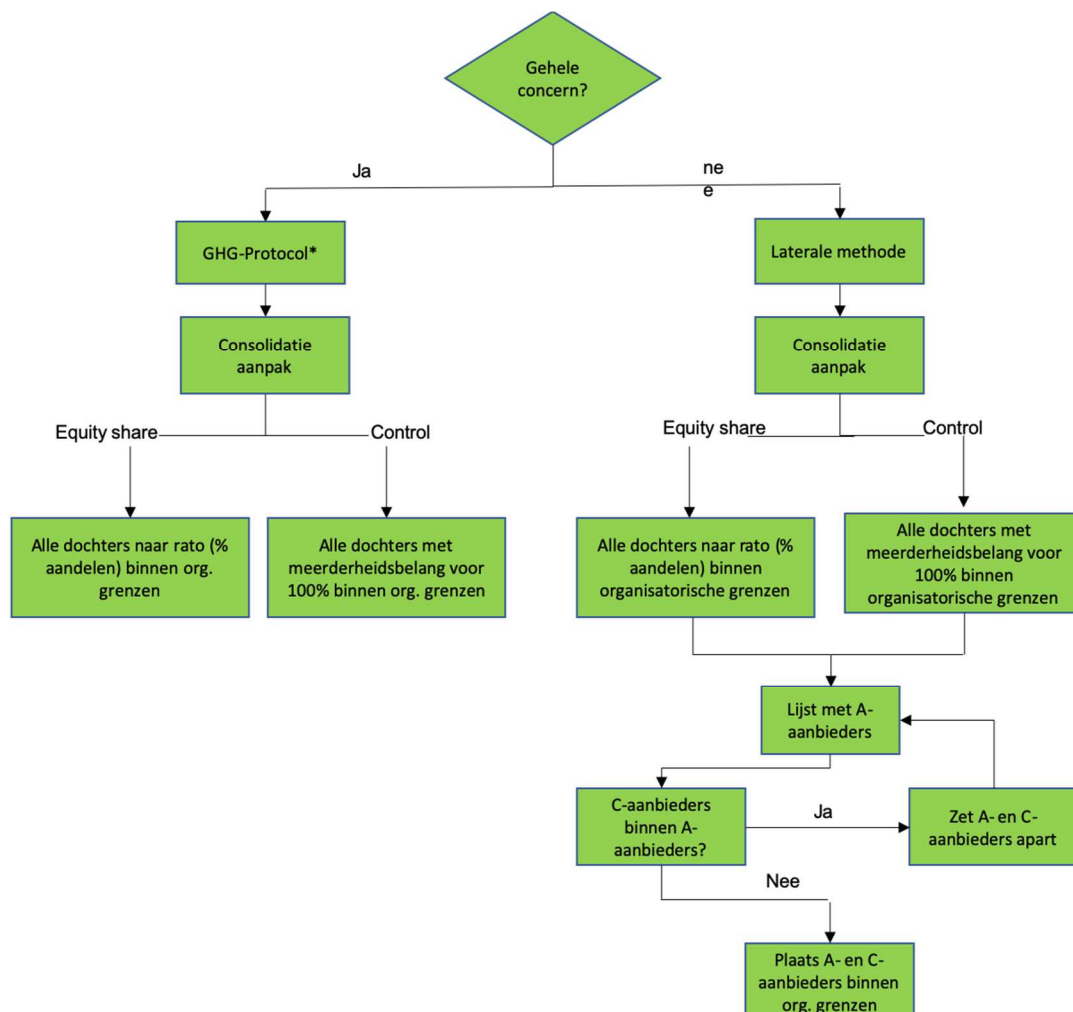 Gehele
concern?
Ja
ne
e
GHG-Protocol*
Laterale methode
Consolidatie
aanpak
Consolidatie
aanpak
Equity share
Control
Equity share
Control
Alle dochters naar rato (%
aandelen) binnen org.
grenzen
Alle dochters met
meerderheidsbelang voor
100% binnen org. grenzen
Alle dochters naar rato (%
aandelen) binnen
organisatorische grenzen
Alle dochters met
meerderheidsbelang voor
100% binnen
organisatorische grenzen
Lijst met A-
aanbieders
C-aanbieders
binnen A-
aanbieders?
Ja
Zet A- en C-
aanbieders apart
Nee
Plaats A- en C-
aanbieders binnen
org. grenzen